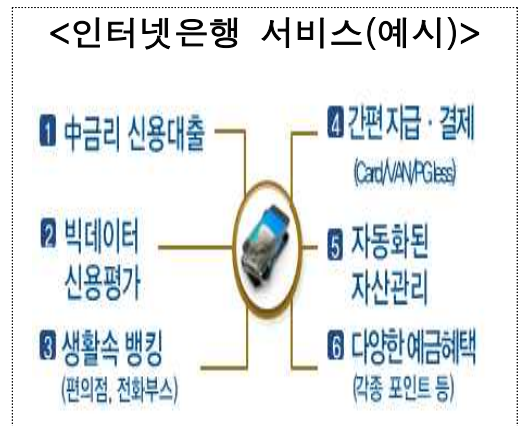 <인터넷은행 서비스(예시)>
1 中금리 신용대출
2 빅데이터
신용평가
3 생활속 뱅킹
(편의점, 전화부스)
4 간편 지급 · 결제
(Card/VAN/PG less)
5 자동화된
자산관리
6 다양한 예금혜택
(각종 포인트 등)